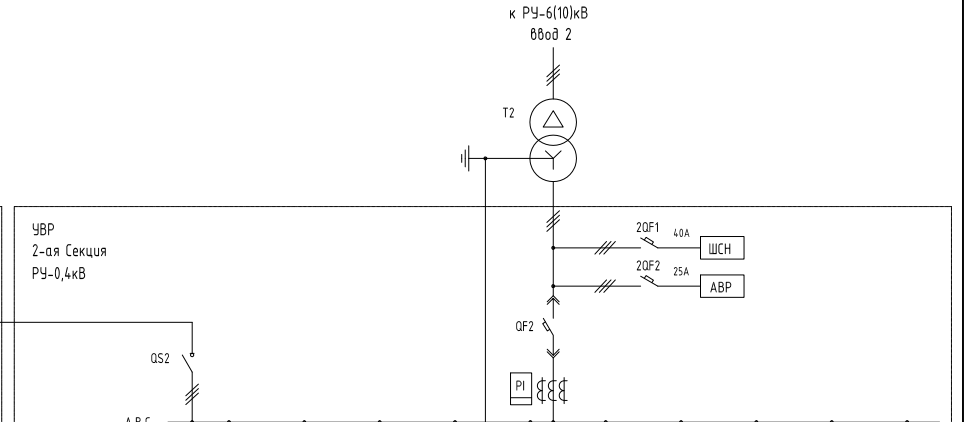 к РУ-6(10)кВ
ввод 2
Т2
УВР
2-ая Секция
РУ-0,4кВ
2QF1
40А
ШСН
2QF2
25А
АВР
QF2
QS2
PI
A,B,C